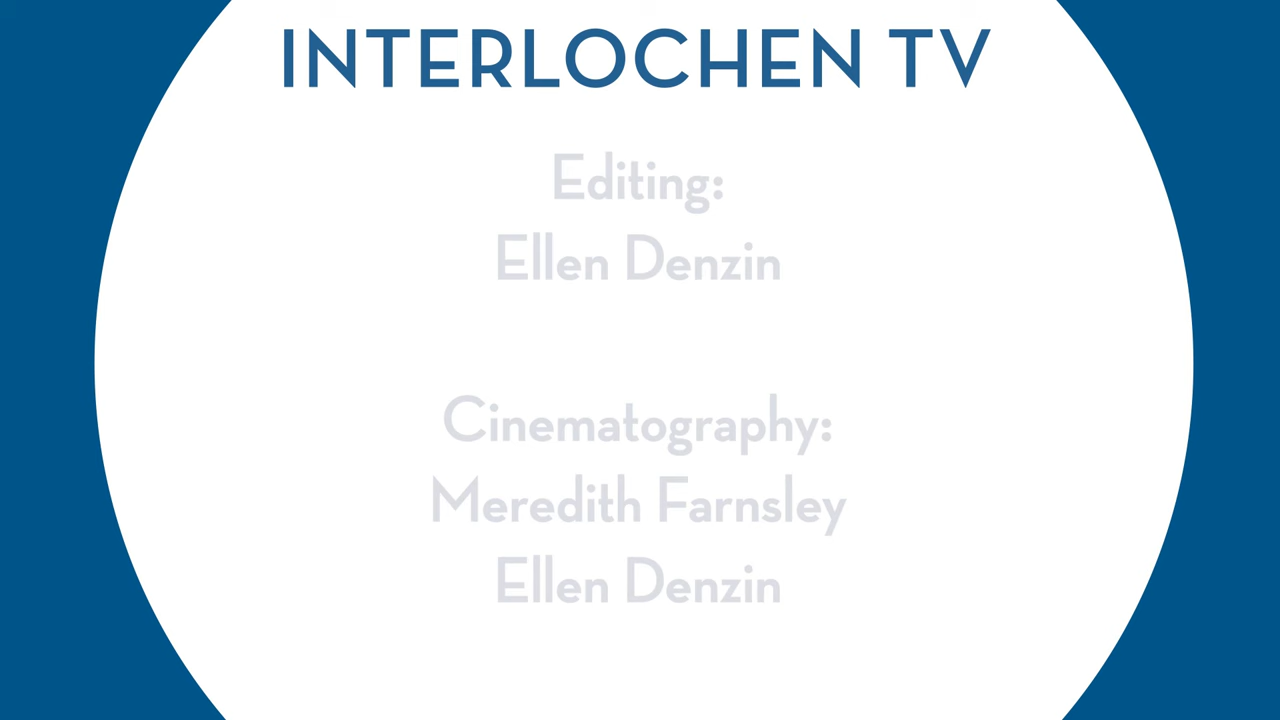 INTERLOCHEN TV
Editing:
Ellen Denzin
Cinematography:
Meredith Farnsley
Ellen Denzin